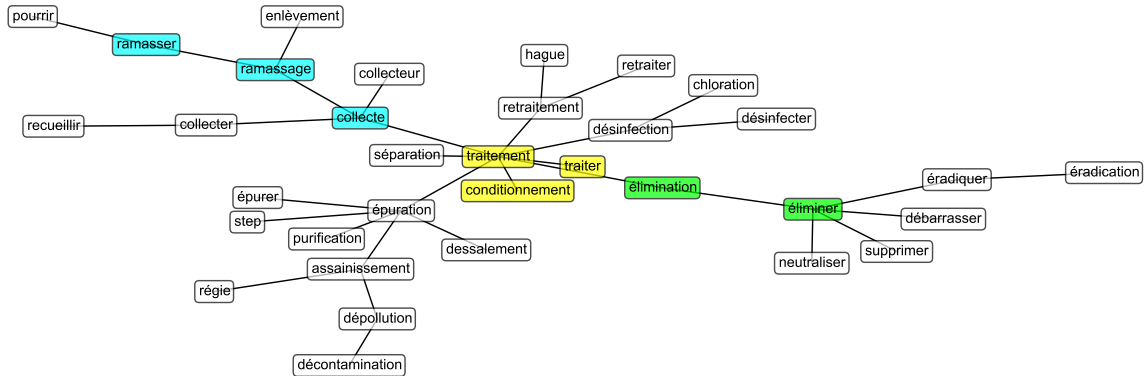 pourrir
enlèvement
ramasser
hague
retraiter
ramassage
collecteur
chloration
retraitement
collecte
désinfecter
recueillir
collecter
désinfection
séparation
traitement
traiter
éradication
éradiquer
élimination
conditionnement
épurer
épuration
éliminer
step
débarrasser
purification
dessalement
supprimer
neutraliser
assainissement
régie
dépollution
décontamination